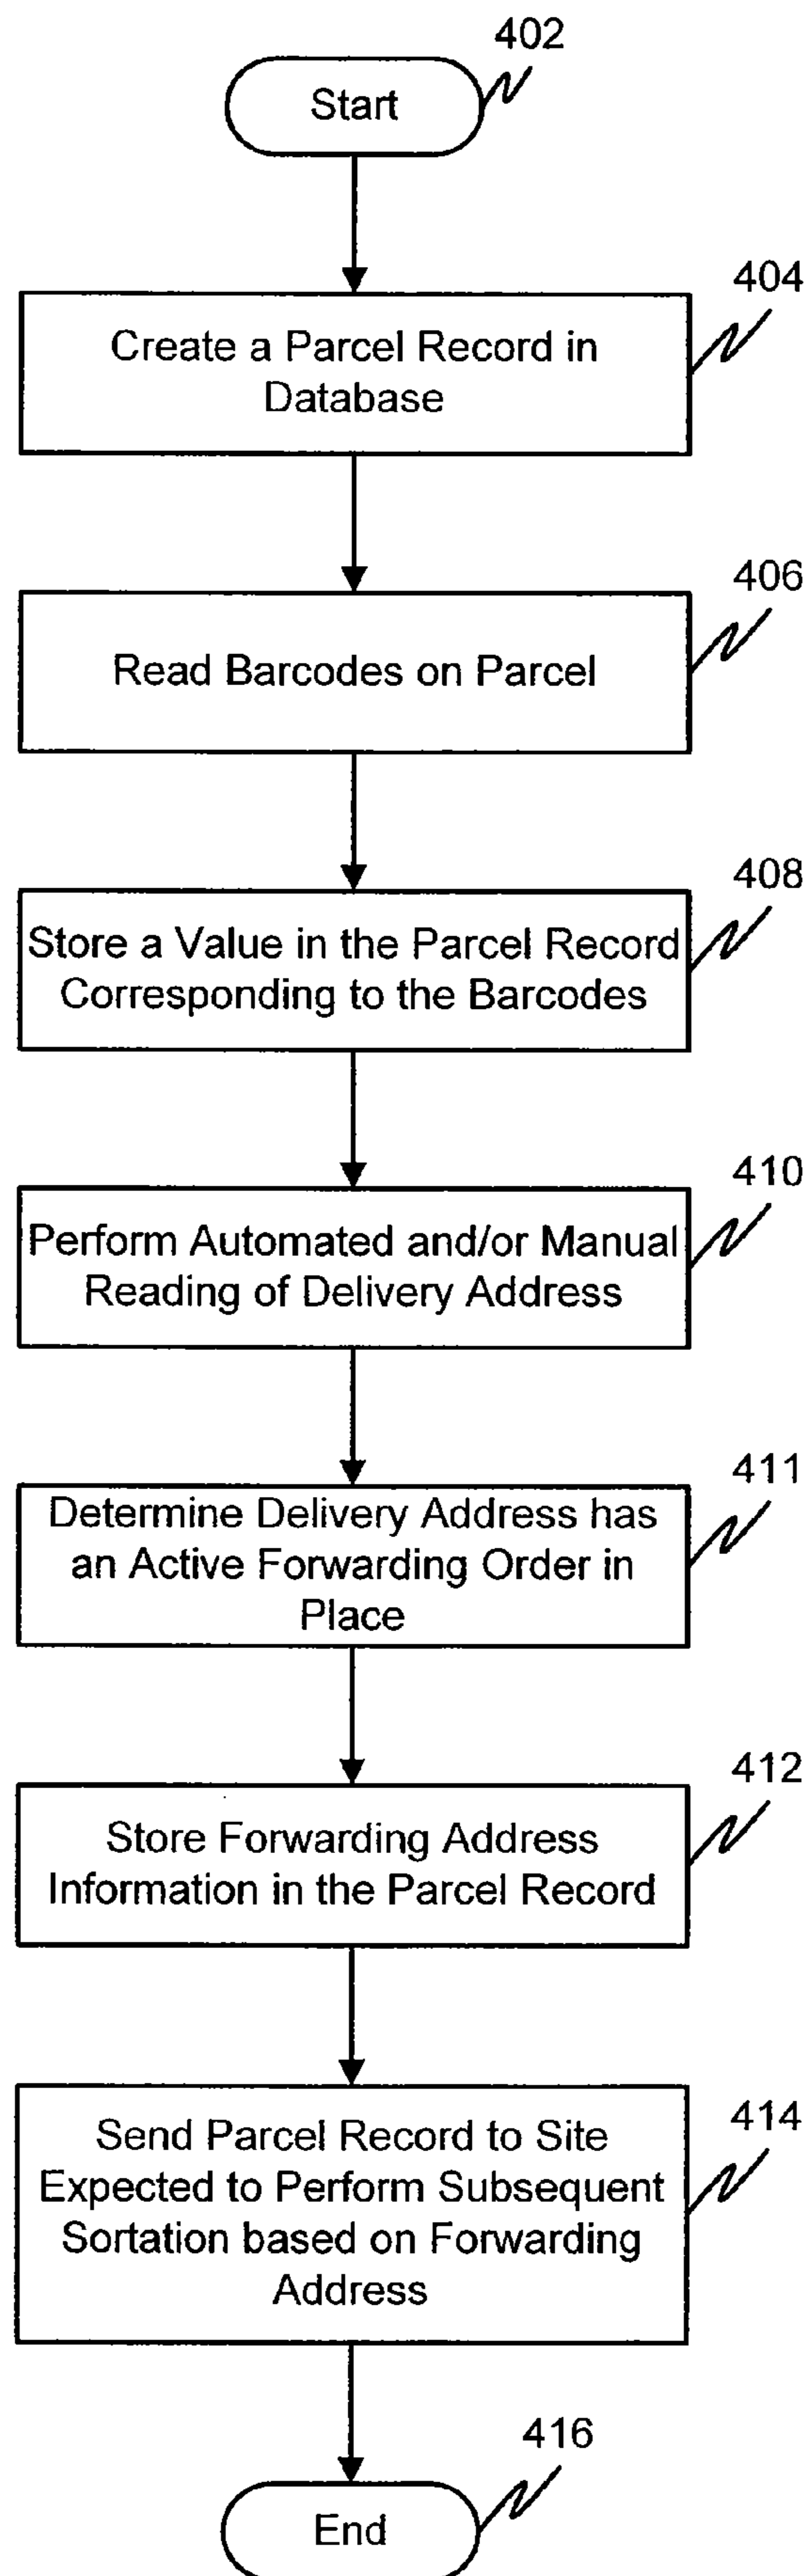 402
Start
404
Create a Parcel Record in
Database
406
Read Barcodes on Parcel
408
Store a Value in the Parcel Record
Corresponding to the Barcodes
410
Perform Automated and/or Manual
Reading of Delivery Address
411
Determine Delivery Address has
an Active Forwarding Order in
Place
412
Store Forwarding Address
Information in the Parcel Record
414
Send Parcel Record to Site
Expected to Perform Subsequent
Sortation based on Forwarding
Address
416
End